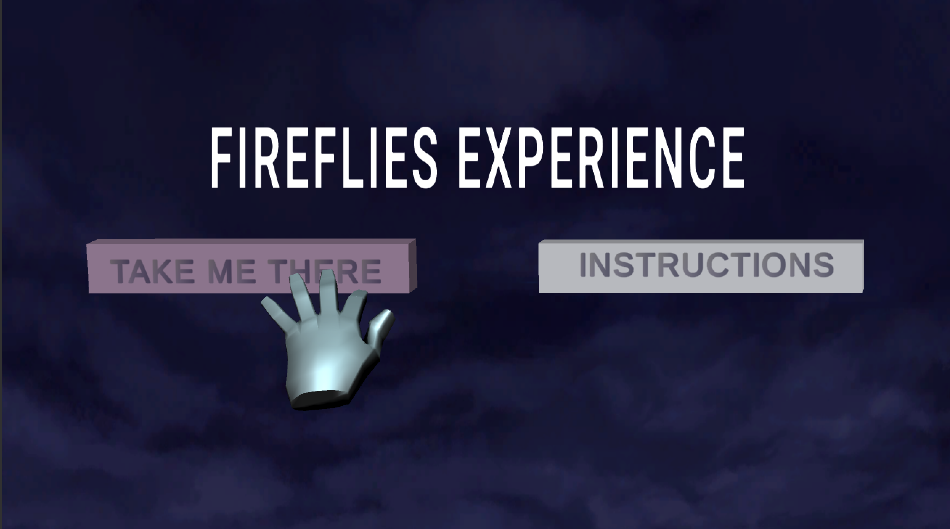 FIREFLIES EXPERIENCE
TAKE ME THERE
INSTRUCTIONS